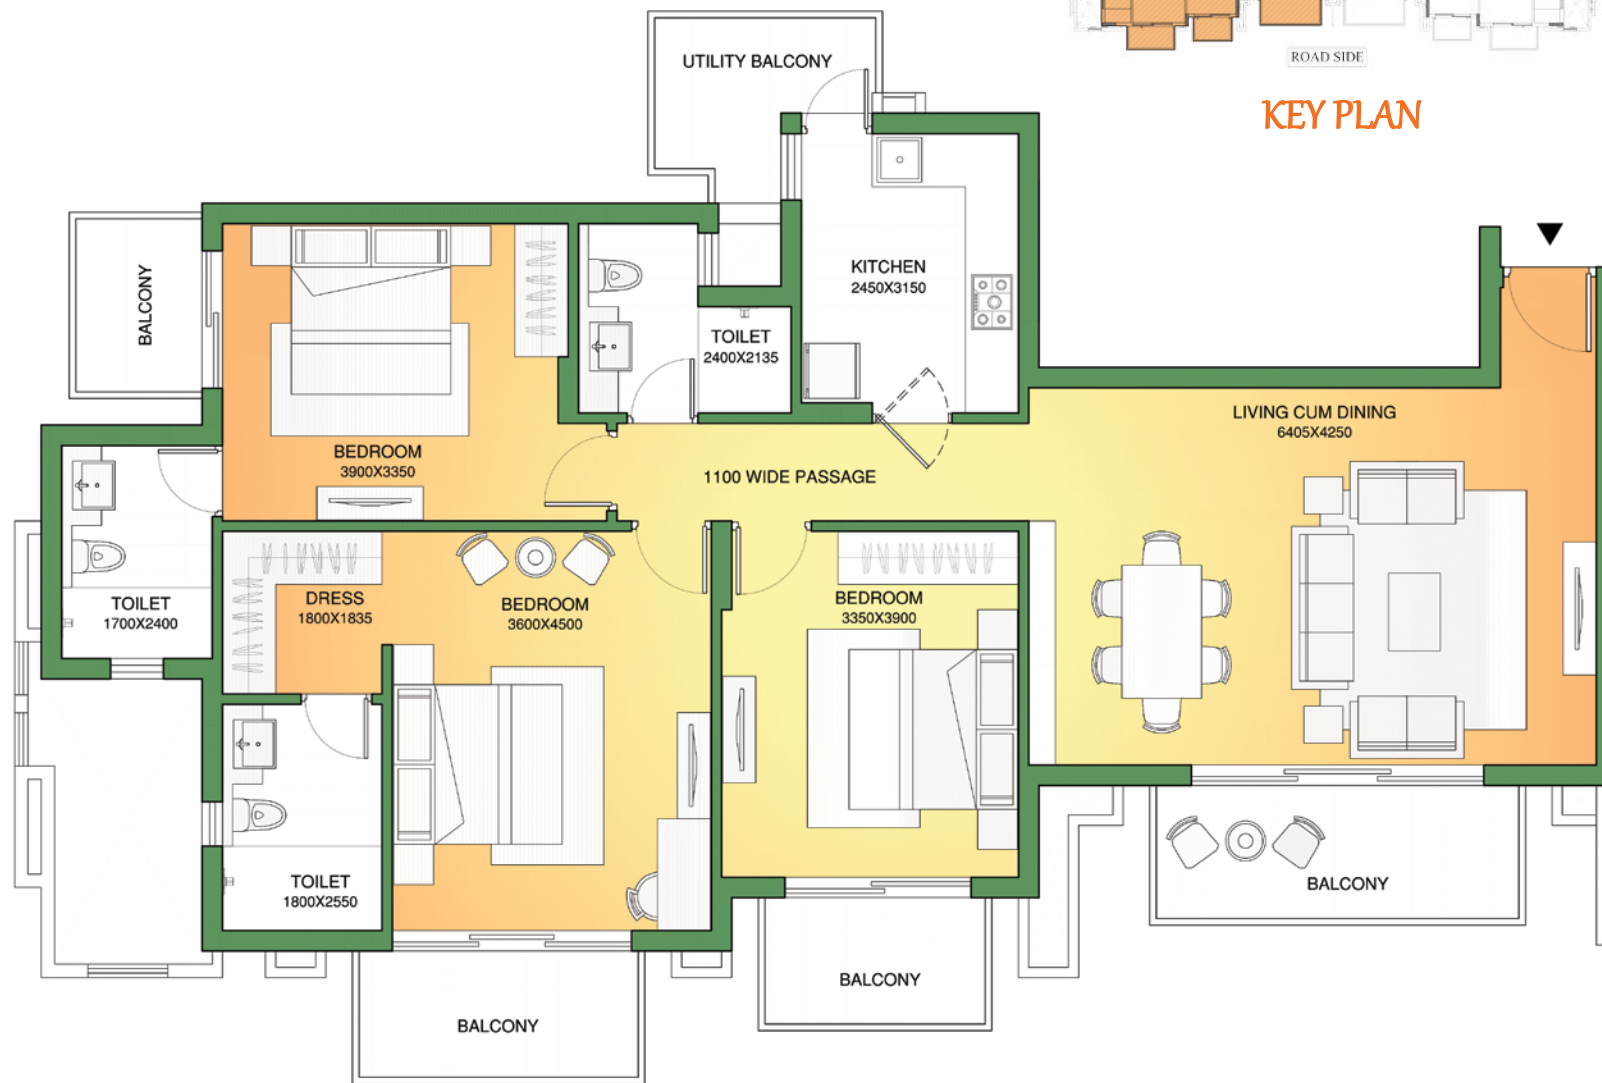 ROAD SIDE
KEY PLAN
UTILITY BALCONY
BALCONY
KITCHEN
2450X3150
TOILET
2400X2135
LIVING CUM DINING
6405X4250
BEDROOM
3900X3350
1100 WIDE PASSAGE
TOILET
1700X2400
DRESS
1800X1835
BEDROOM
3600X4500
BEDROOM
3350X3900
TOILET
1800X2550
BALCONY
BALCONY
BALCONY